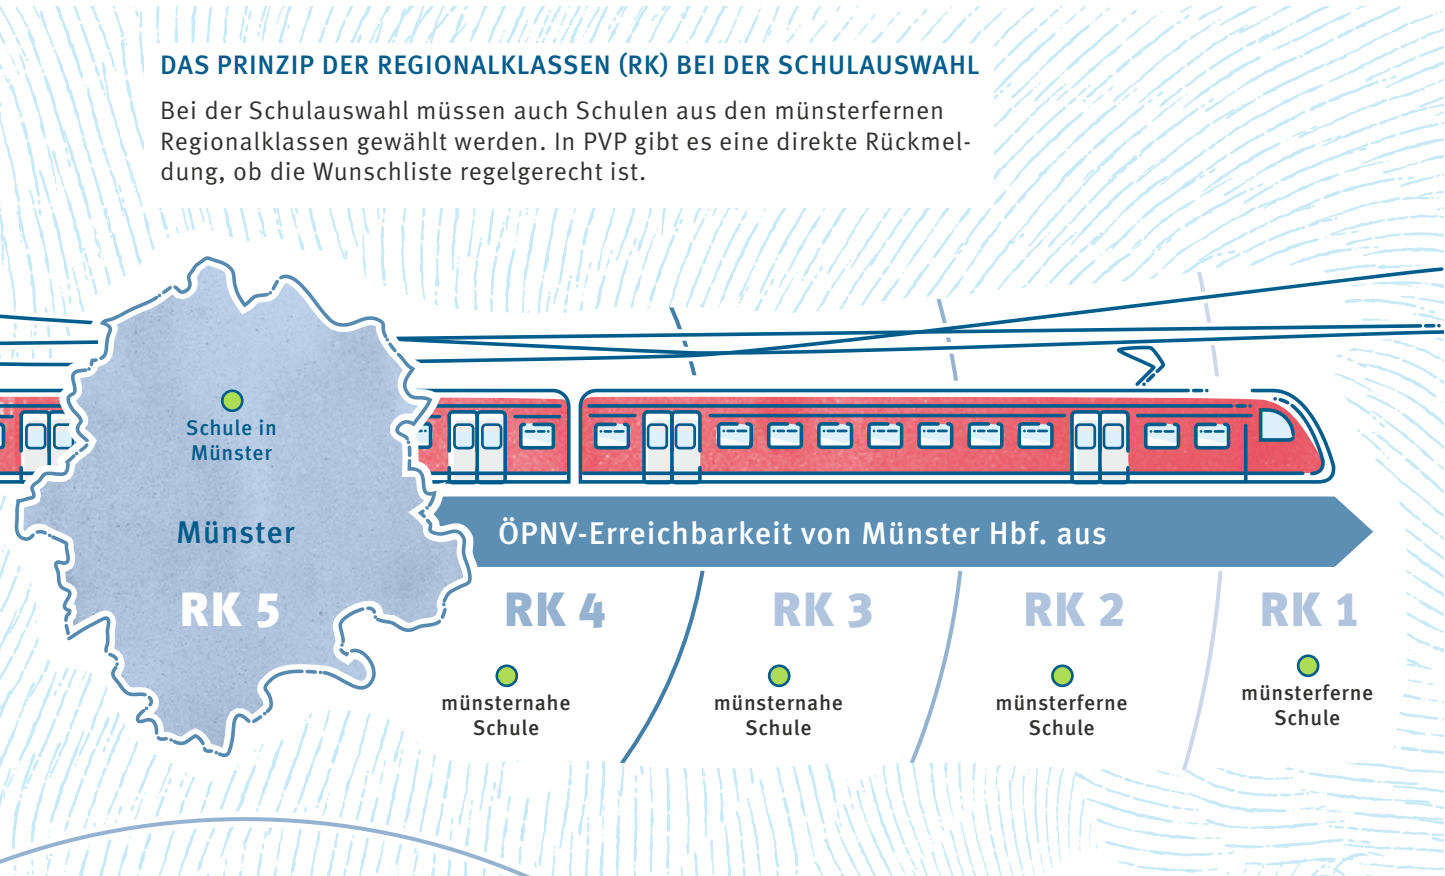 DAS PRINZIP DER REGIONALKLASSEN (RK) BEI DER SCHULAUSWAHL
Bei der Schulauswahl müssen auch Schulen aus den münsterfernen
Regionalklassen gewählt werden. In PVP gibt es eine direkte Rückmel-
dung, ob die Wunschliste regelgerecht ist.
Schule in
Münster
Münster
ÖPNV-Erreichbarkeit von Münster Hbf. aus
RK 5
RK 4
RK 3
RK 2
RK 1
münsternahe
Schule
münsternahe
Schule
münsterferne
Schule
münsterferne
Schule